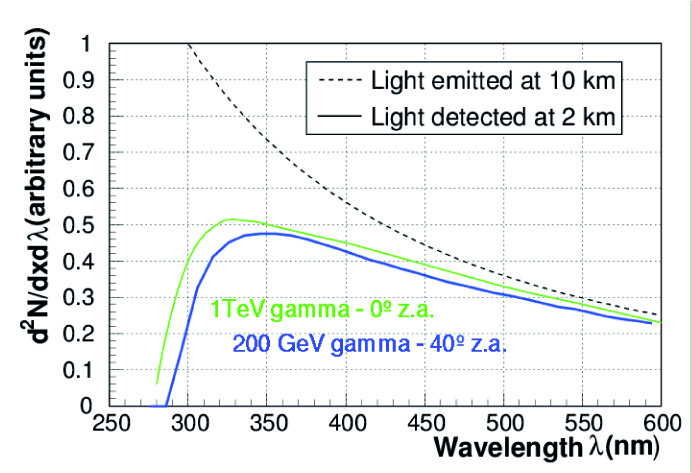 d²N/dxdλ(arbitrary units)
1
0.9
0.8
0.7
0.6
0.5
0.4
0.3
0.2
0.1
0
Light emitted at 10 km
Light detected at 2 km
1TeV gamma - 0º z.a.
200 GeV gamma - 40º z.a.
250 300 350 400 450 500 550 600
Wavelength λ(nm)